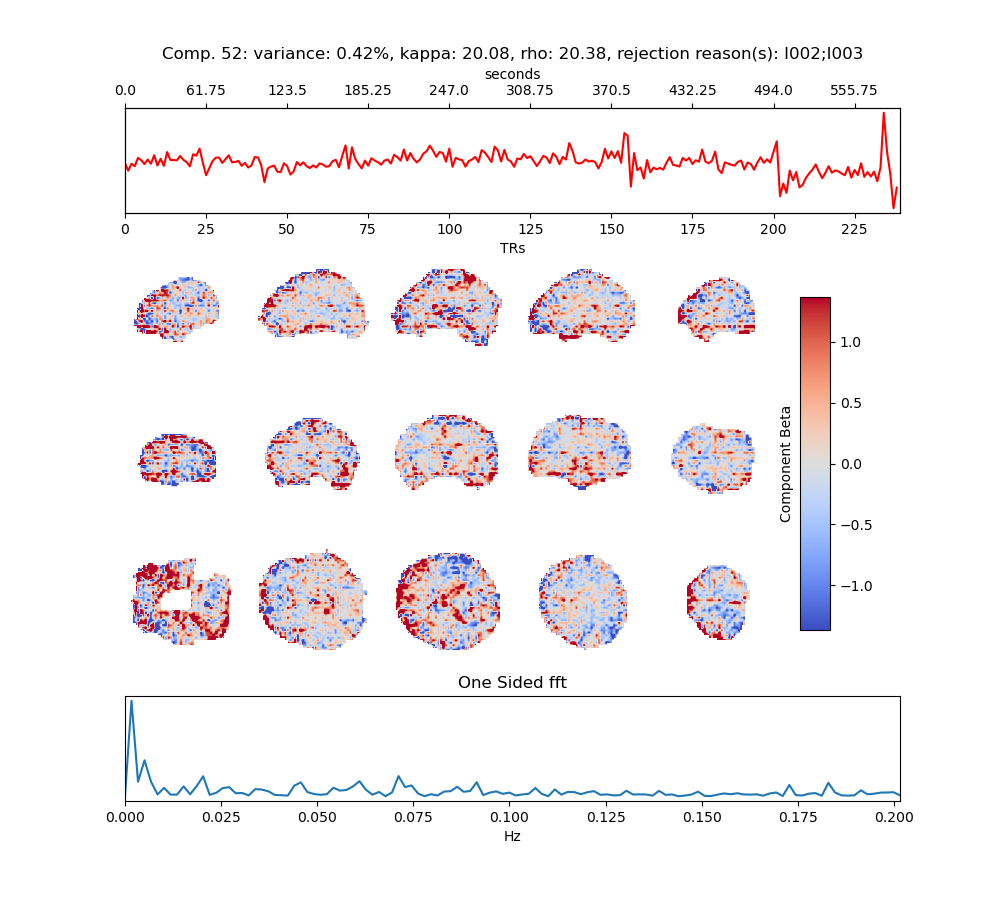 Comp. 52: variance: 0.42%, kappa: 20.08, rho: 20.38, rejection reason(s): I002;I003
seconds
0.0 61.75 123.5 185.25 247.0 308.75 370.5 432.25 494.0 555.75
0 25 50 75 100 125 150 175 200 225
TRs
1.0
0.5
0.0
−0.5
−1.0
Component Beta
One Sided fft
0.000 0.025 0.050 0.075 0.100 0.125 0.150 0.175 0.200
Hz